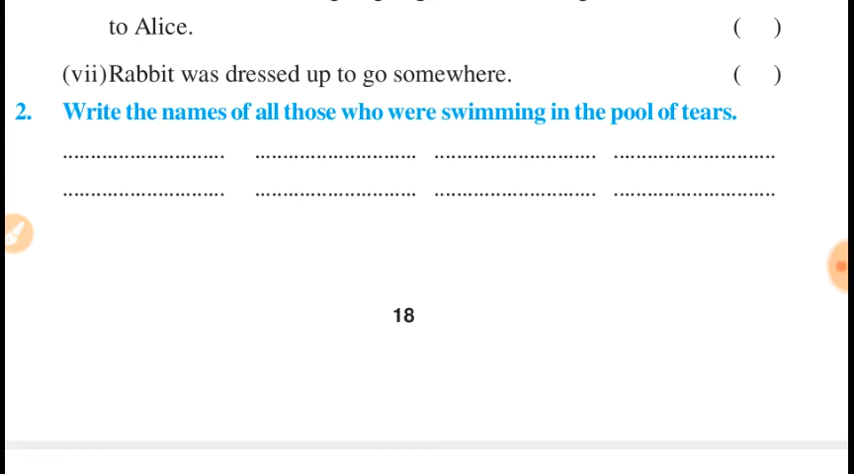 to Alice. ( )
(vii)Rabbit was dressed up to go somewhere. ( )
2. Write the names of all those who were swimming in the pool of tears.
............................. ............................. ............................. .............................
............................. ............................. ............................. .............................
18